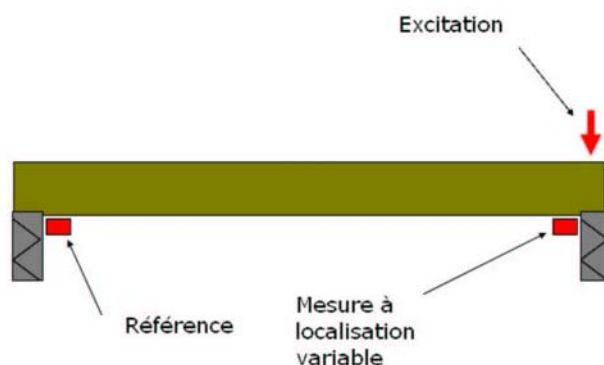 Excitation
Référence
Mesure à
localisation
variable